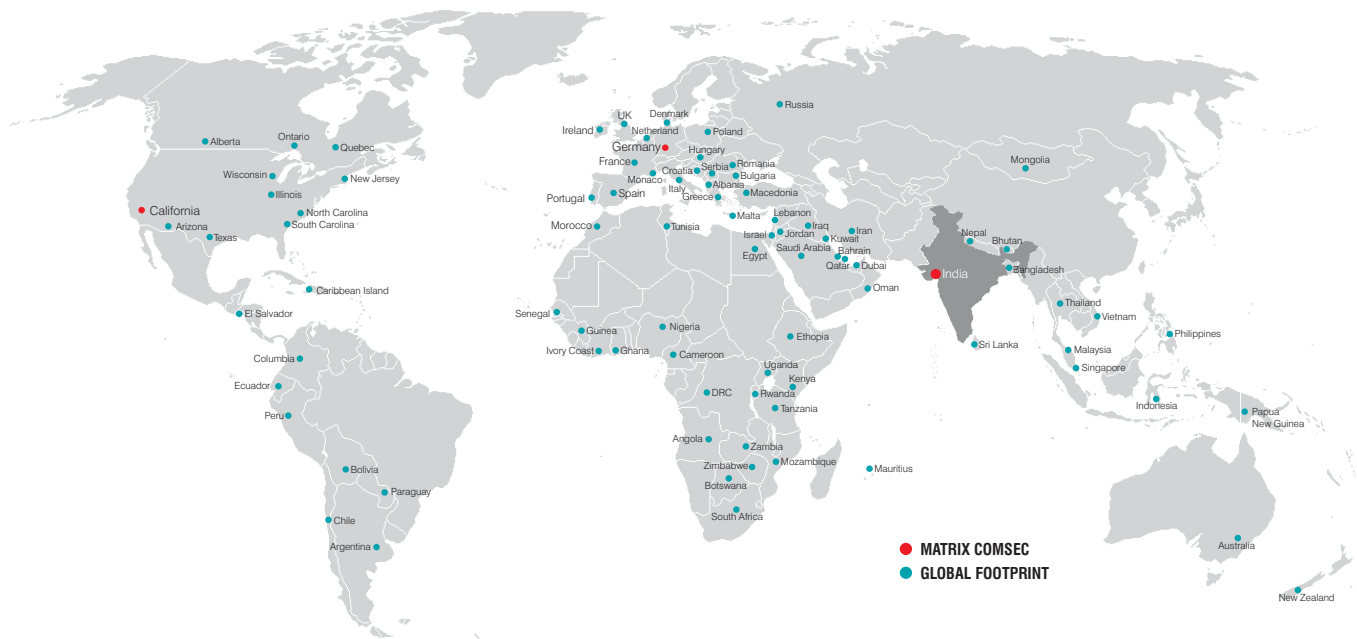 Russia
Denmark
UK
Ireland
Netherland
Poland
Alberta
Ontario
Quebec
Germany
Hungary
Mongolia
France
Romania
Wisconsin
Croatia
Serbia
New Jersey
Monaco
Bulgaria
Italy
Albania
Illinois
Spain
Macedonia
Portugal
Greece
California
North Carolina
Malta
Lebanon
Arizona
South Carolina
Morocco
Tunisia
Iraq
Iran
Nepal
Texas
Israel
Jordan
Kuwait
Bhutan
Saudi Arabia
Bahrain
Egypt
Qatar
Dubai
India
Bangladesh
Caribbean Island
Oman
Thailand
El Salvador
Senegal
Vietnam
Guinea
Nigeria
Ethopia
Philippines
Sri Lanka
Ivory Coast
Ghana
Cameroon
Malaysia
Columbia
Uganda
Singapore
Ecuador
Kenya
DRC
Rwanda
Indonesia
Tanzania
Peru
Papua
New Guinea
Angola
Zambia
Zimbabwe
Mozambique
Mauritius
Bolivia
Botswana
Paraguay
South Africa
Chile
Argentina
Australia
MATRIX COMSEC
GLOBAL FOOTPRINT
New Zealand